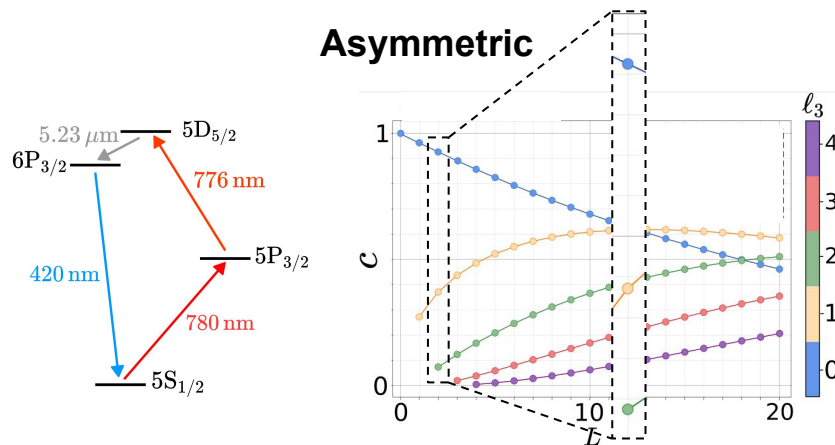 Asymmetric
5.23 μm
5D5/2
6P3/2
776 nm
420 nm
5P3/2
780 nm
5S1/2
ℓ3
1
c
0
0
10
20
L
4
3
2
1
0